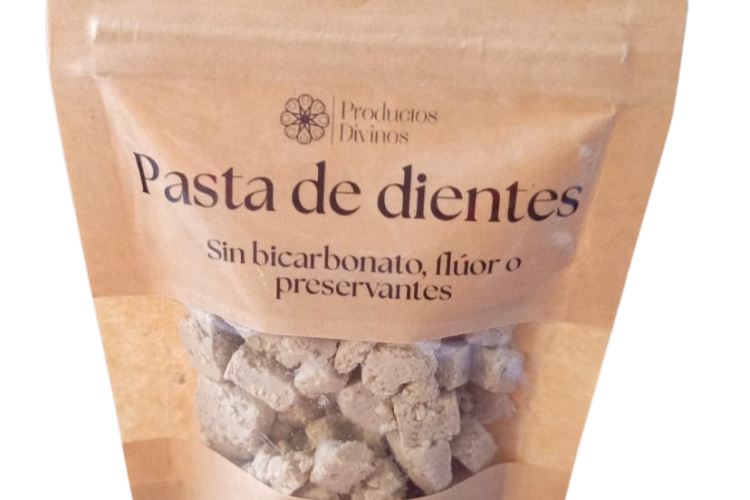 Productos
Divinos
Pasta de dientes
Sin bicarbonato, flúor o
preservantes